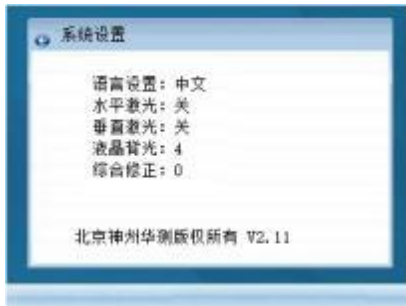 系统设置
语言设置：中文
水平激光：关
垂直激光：关
液晶背光：4
综合修正：0
北京神州华测版权所有 V2.11